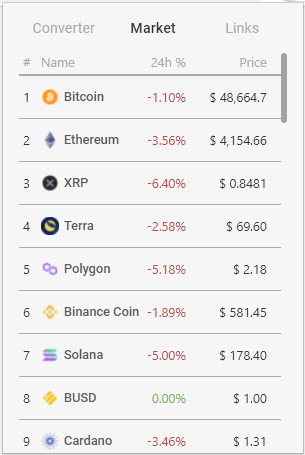 Converter Market Links
# Name 24h % Price
1 Bitcoin -1.10% $ 48,664.7
2 Ethereum -3.56% $ 4,154.66
3 XRP -6.40% $ 0.8481
4 Terra -2.58% $ 69.60
5 Polygon -5.18% $ 2.18
6 Binance Coin -1.89% $ 581.45
7 Solana -5.00% $ 178.40
8 BUSD 0.00% $ 1.00
9 Cardano -3.46% $ 1.31